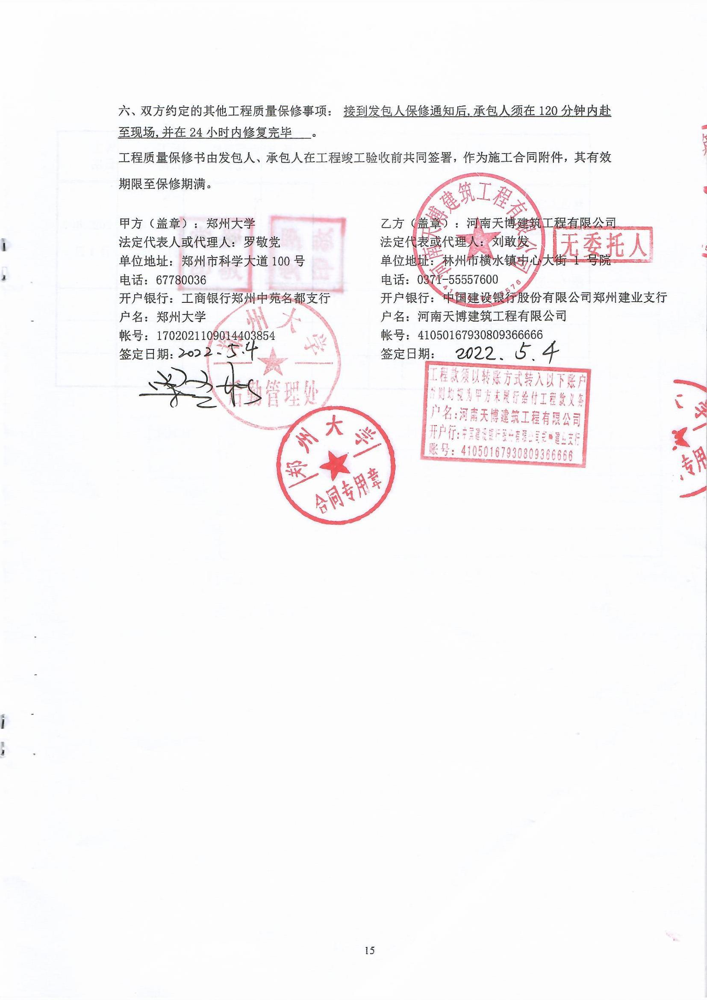 六、双方约定的其他工程质量保修事项： 接到发包人保修通知后,承包人须在 120 分钟内赴
至现场,并在 24 小时内修复完毕 。
工程质量保修书由发包人、承包人在工程竣工验收前共同签署，作为施工合同附件，其有效
期限至保修期满。
甲方（盖章）：郑州大学
法定代表人或代理人：罗敬党
单位地址：郑州市科学大道 100 号
电话：67780036
开户银行：工商银行郑州中苑名都支行
户名：郑州大学
帐号：1702021109014403854
签定日期：2022.5.4
乙方（盖章）：河南天博建筑工程有限公司
法定代表或代理人：刘敢发
单位地址：林州市横水镇中心大街 1 号院
电话：0371-55557600
开户银行：中国建设银行股份有限公司郑州建业支行
户名：河南天博建筑工程有限公司
帐号：41050167930809366666
签定日期： 2022.5.4
河南天博建筑工程有限公司
无委托人
郑州大学
后勤管理处
郑州大学
合同专用章
工程款须以转账方式转入以下账户
否则均视为甲方未履行给付工程款义务
户名:河南天博建筑工程有限公司
开户行:中国建设银行股份有限公司郑州建业支行
账号:41050167930809366666
专用
15